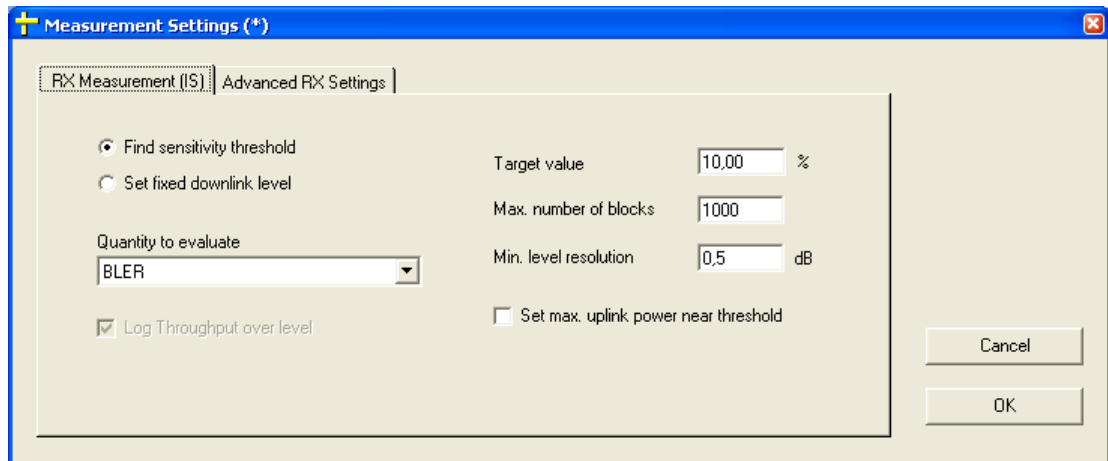 Measurement Settings (*)
RX Measurement (IS) Advanced RX Settings
Find sensitivity threshold
Set fixed downlink level
Quantity to evaluate
BLER
Log Throughput over level
Target value 10,00 %
Max. number of blocks 1000
Min. level resolution 0,5 dB
Set max. uplink power near threshold
Cancel
OK